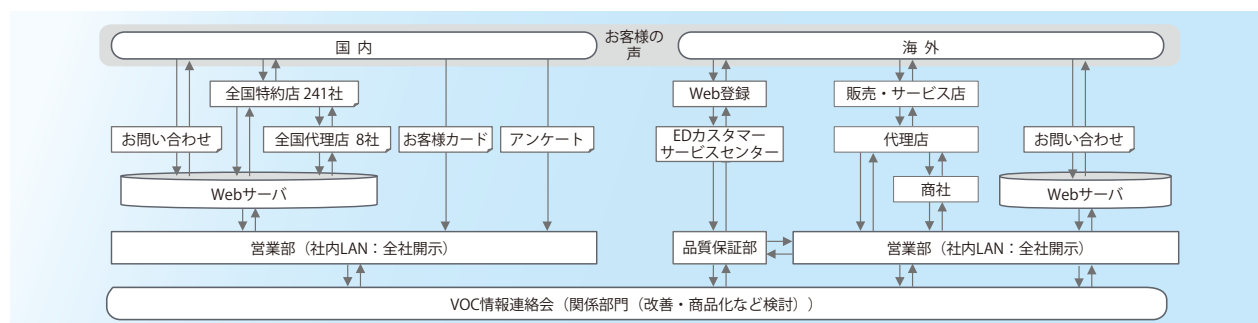 お客様の
声
国 内
海 外
全国特約店 241社
Web登録
販売・サービス店
お問い合わせ
全国代理店 8社
お客様カード
アンケート
EDカスタマー
サービスセンター
代理店
お問い合わせ
商社
Webサーバ
Webサーバ
営業部（社内LAN：全社開示）
品質保証部
営業部（社内LAN：全社開示）
VOC情報連絡会（関係部門（改善・商品化など検討））